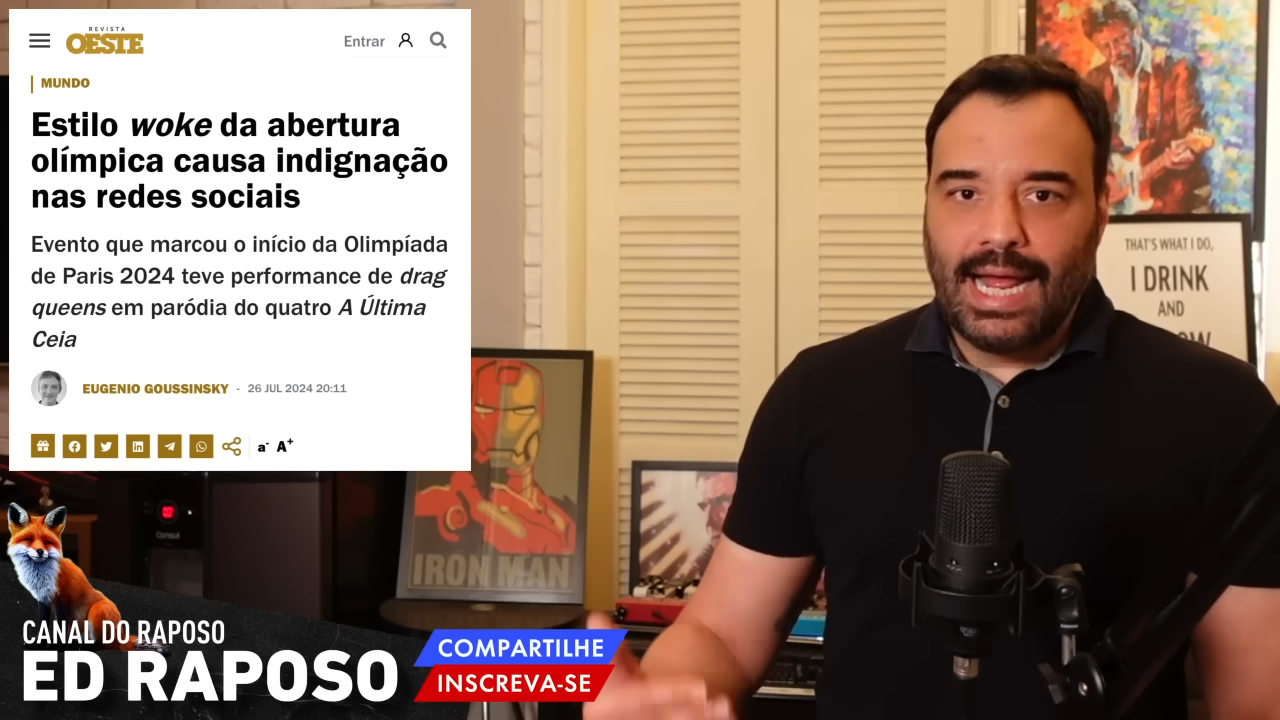 REVISTA
OESTE
Entrar
MUNDO
Estilo woke da abertura
olímpica causa indignação
nas redes sociais
Evento que marcou o início da Olimpíada
de Paris 2024 teve performance de drag
queens em paródia do quatro A Última
Ceia
EUGENIO GOUSSINSKY - 26 JUL 2024 20:11
a- A+
THAT'S WHAT I DO,
I DRINK
AND
Consul
IRON MAN
CANAL DO RAPOSO
ED RAPOSO
COMPARTILHE
INSCREVA-SE